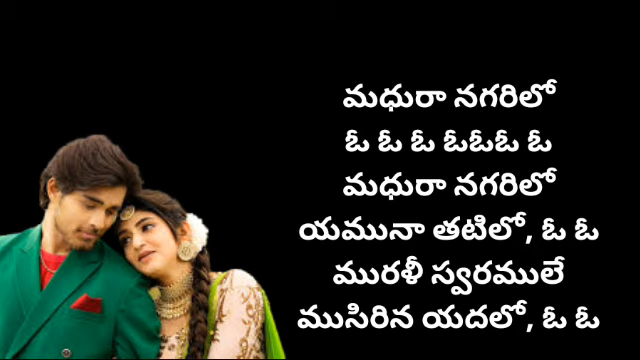 మధురా నగరిలో
ఓ ఓ ఓ ఓఓఓ ఓ
మధురా నగరిలో
యమునా తటిలో, ఓ ఓ
మురళీ స్వరములే
ముసిరిన యదలో, ఓ ఓ